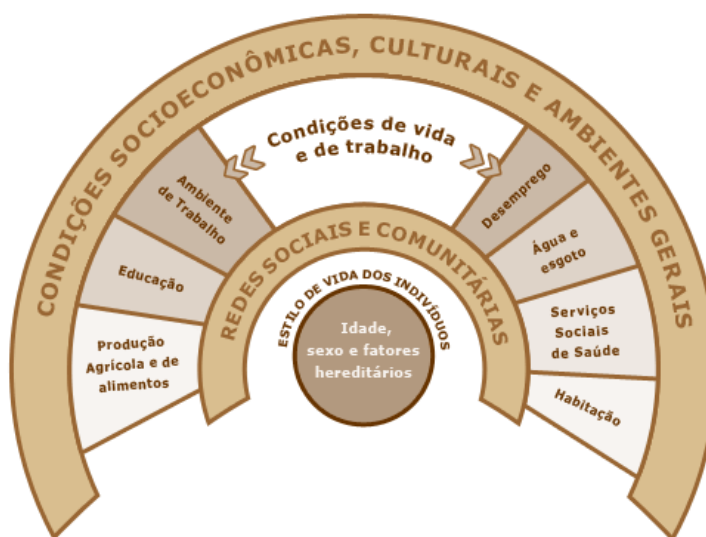 CONDIÇÕES SOCIOECONÔMICAS, CULTURAIS E AMBIENTES GERAIS
Condições de vida
e de trabalho
Ambiente
de Trabalho
Educação
Produção
Agrícola e de
alimentos
Desemprego
Água e
esgoto
Serviços
Sociais
de Saúde
Habitação
REDES SOCIAIS E COMUNITÁRIAS
ESTILO DE VIDA DOS INDIVÍDUOS
Idade,
sexo e fatores
hereditários